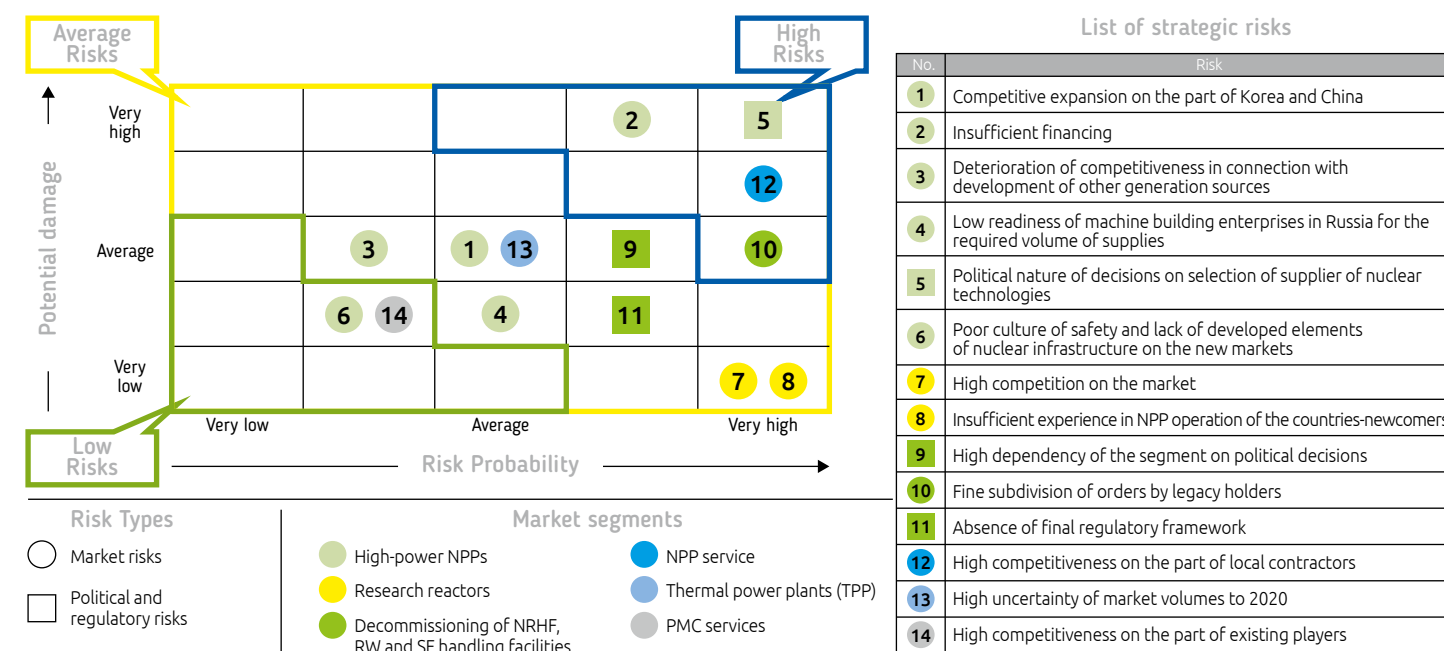 Average
Risks
High
Risks
Potential damage
Very
high
Average
Very
low
2
5
12
3
1
13
9
10
6
14
4
11
7
8
Very low
Average
Very high
Low
Risks
Risk Probability
Risk Types
Market risks
Political and
regulatory risks
Market segments
High-power NPPs
Research reactors
Decommissioning of NRHF,
RW and SF handling facilities
NPP service
Thermal power plants (TPP)
PMC services
List of strategic risks
No. Risk
1 Competitive expansion on the part of Korea and China
2 Insufficient financing
3 Deterioration of competitiveness in connection with
development of other generation sources
4 Low readiness of machine building enterprises in Russia for the
required volume of supplies
5 Political nature of decisions on selection of supplier of nuclear
technologies
6 Poor culture of safety and lack of developed elements
of nuclear infrastructure on the new markets
7 High competition on the market
8 Insufficient experience in NPP operation of the countries-newcomers
9 High dependency of the segment on political decisions
10 Fine subdivision of orders by legacy holders
11 Absence of final regulatory framework
12 High competitiveness on the part of local contractors
13 High uncertainty of market volumes to 2020
14 High competitiveness on the part of existing players